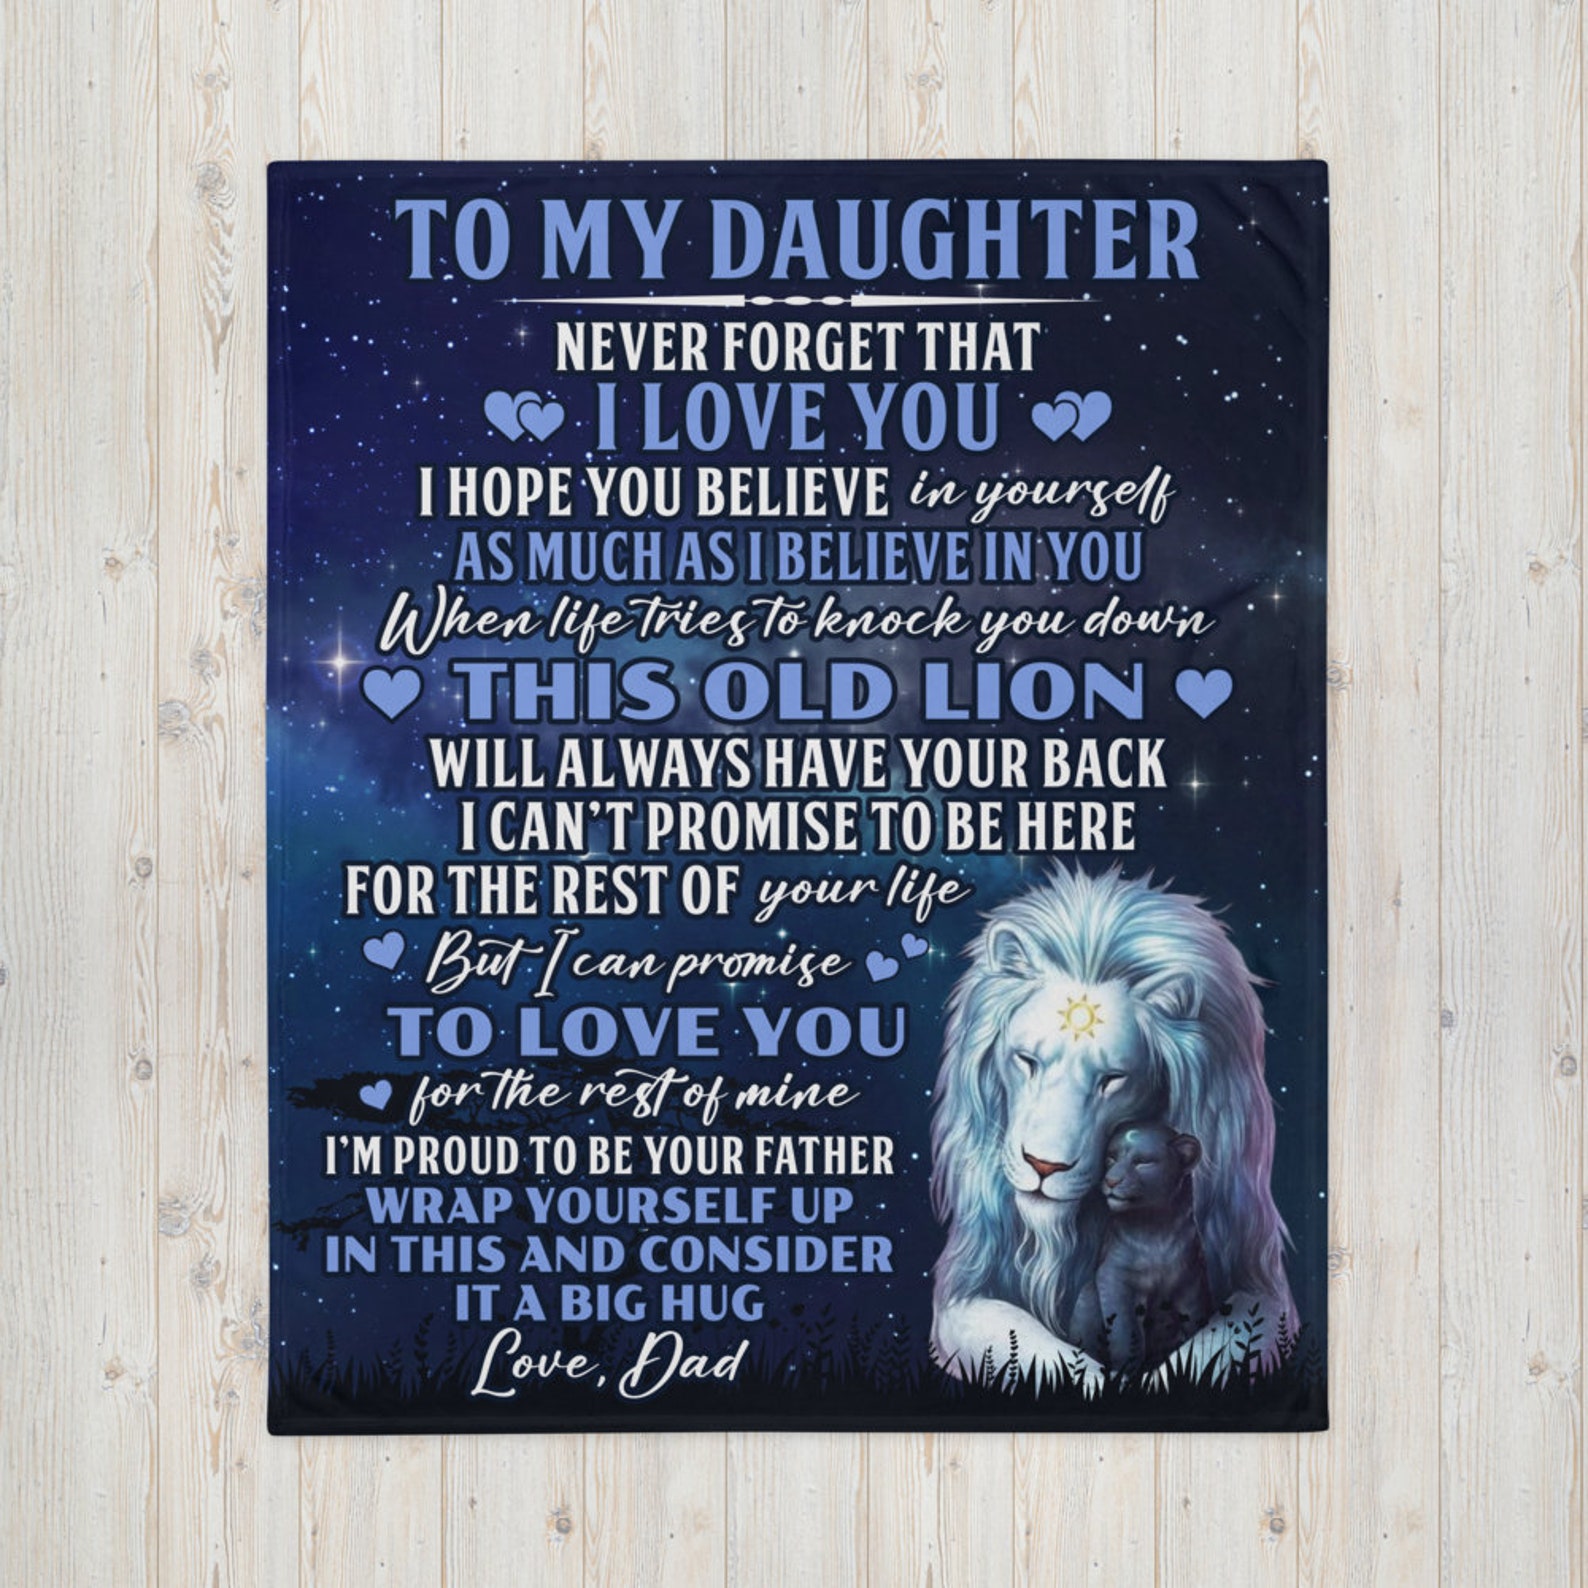 TO MY DAUGHTER
NEVER FORGET THAT
I LOVE YOU
I HOPE YOU BELIEVE in yourself
AS MUCH AS I BELIEVE IN YOU
When life tries to knock you down
THIS OLD LION
WILL ALWAYS HAVE YOUR BACK
I CAN'T PROMISE TO BE HERE
FOR THE REST OF your life
But I can promise
TO LOVE YOU
for the rest of mine
I'M PROUD TO BE YOUR FATHER
WRAP YOURSELF UP
IN THIS AND CONSIDER
IT A BIG HUG
Love, Dad